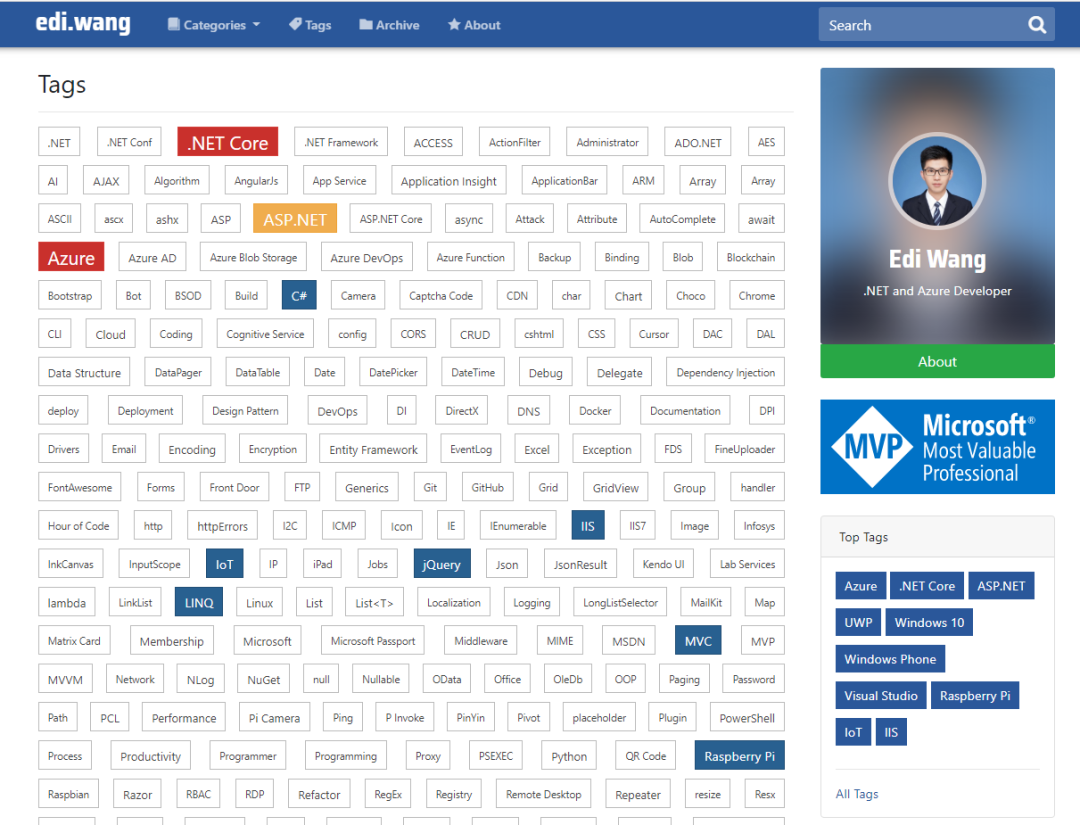 edi.wang
Categories Tags Archive About
Search
Tags
.NET .NET Conf .NET Core .NET Framework ACCESS ActionFilter Administrator ADO.NET AES
AI AJAX Algorithm AngularJs App Service Application Insight ApplicationBar ARM Array Array
ASCII ascx ashx ASP ASP.NET ASP.NET Core async Attack Attribute AutoComplete await
Azure Azure AD Azure Blob Storage Azure DevOps Azure Function Backup Binding Blob Blockchain
Bootstrap Bot BSOD Build C# Camera Captcha Code CDN char Chart Choco Chrome
CLI Cloud Coding Cognitive Service config CORS CRUD cshtml CSS Cursor DAC DAL
Data Structure DataPager DataTable Date DatePicker DateTime Debug Delegate Dependency Injection
deploy Deployment Design Pattern DevOps DI DirectX DNS Docker Documentation DPI
Drivers Email Encoding Encryption Entity Framework EventLog Excel Exception FDS FineUploader
FontAwesome Forms Front Door FTP Generics Git GitHub Grid GridView Group handler
Hour of Code http httpErrors I2C ICMP Icon IE IEnumerable IIS IIS7 Image Infosys
InkCanvas InputScope IoT IP iPad Jobs jQuery Json JsonResult Kendo UI Lab Services
lambda LinkList LINQ Linux List List<T> Localization Logging LongListSelector MailKit Map
Matrix Card Membership Microsoft Microsoft Passport Middleware MIME MSDN MVC MVP
MVVM Network NLog NuGet null Nullable OData Office OleDb OOP Paging Password
Path PCL Performance Pi Camera Ping P Invoke PinYin Pivot placeholder Plugin PowerShell
Process Productivity Programmer Programming Proxy PSEXEC Python QR Code Raspberry Pi
Raspbian Razor RBAC RDP Refactor RegEx Registry Remote Desktop Repeater resize Resx
Edi Wang
.NET and Azure Developer
About
MVP
Microsoft®
Most Valuable
Professional
Top Tags
Azure .NET Core ASP.NET
UWP Windows 10
Windows Phone
Visual Studio Raspberry Pi
IoT IIS
All Tags